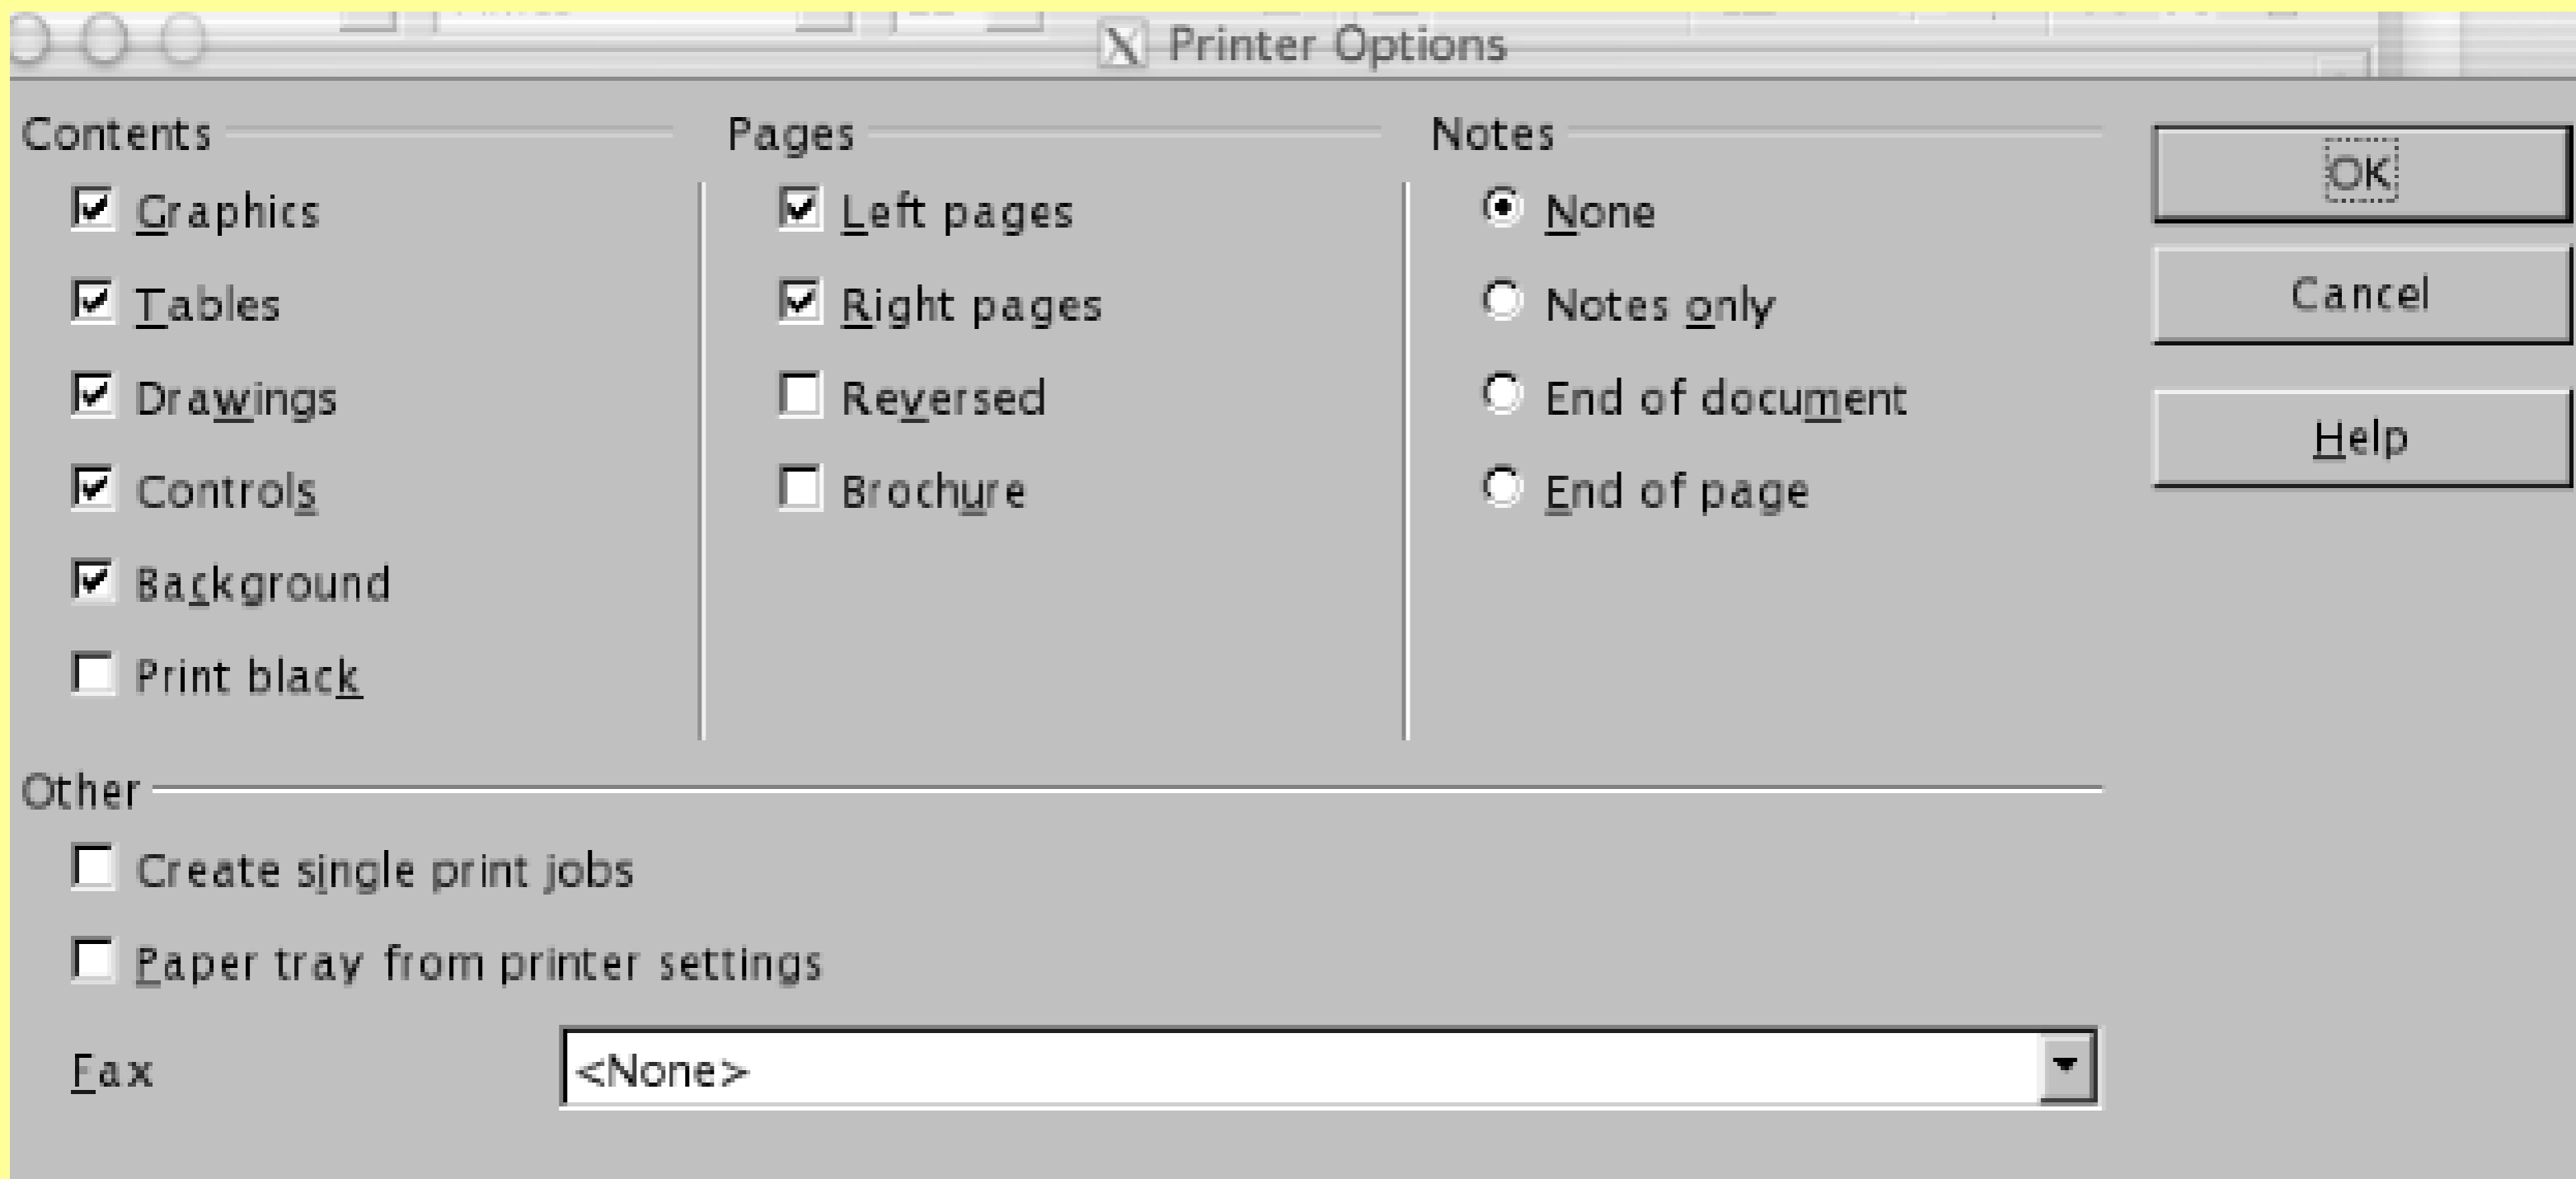 Printer Options
Contents
Graphics
Tables
Drawings
Controls
Background
Print black
Pages
Left pages
Right pages
Reversed
Brochure
Notes
None
Notes only
End of document
End of page
OK
Cancel
Help
Other
Create single print jobs
Paper tray from printer settings
Fax
<None>